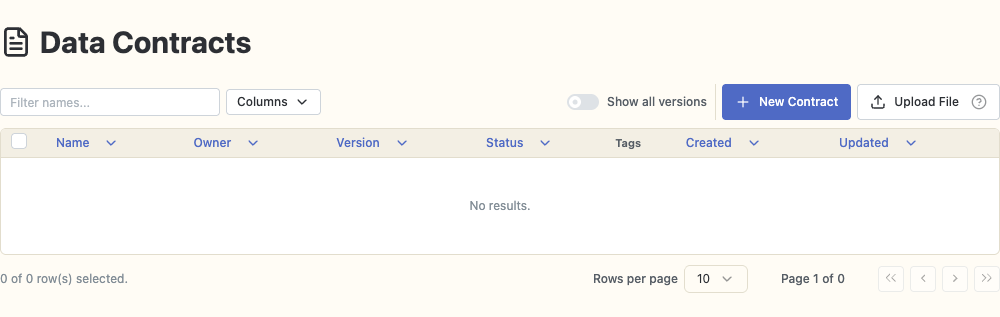 Data Contracts
Filter names... Columns Show all versions New Contract Upload File
Name Owner Version Status Tags Created Updated
No results.
0 of 0 row(s) selected. Rows per page 10 Page 1 of 0